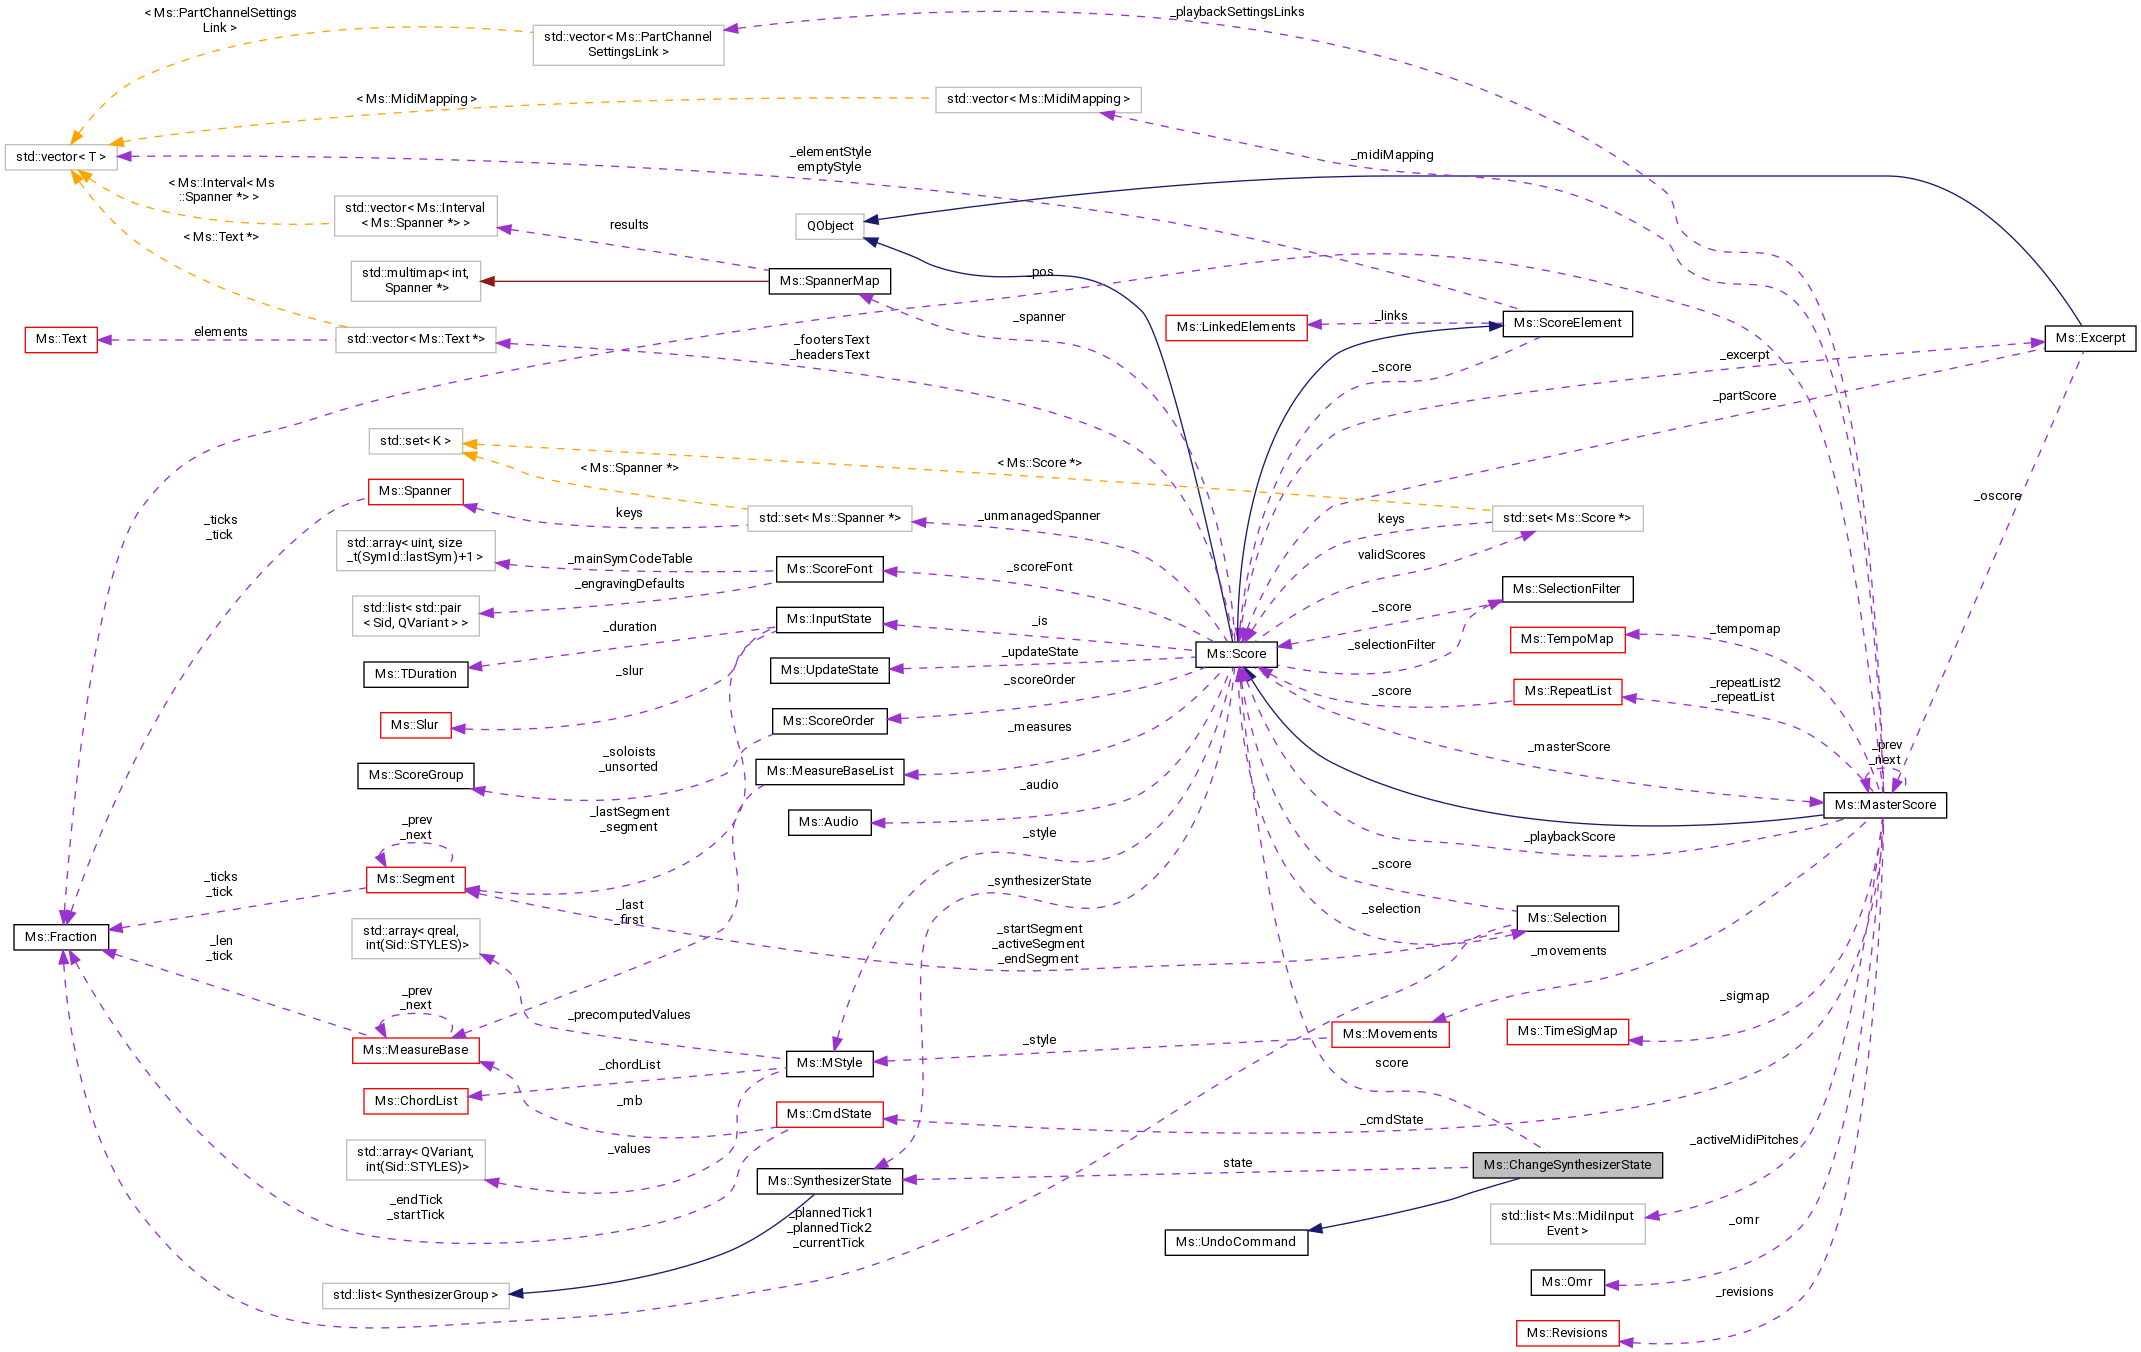 < Ms::PartChannelSettings
Link >
std::vector< Ms::PartChannel
SettingsLink >
_playbackSettingsLinks
< Ms::MidiMapping >
std::vector< Ms::MidiMapping >
std::vector< T >
_elementStyle
emptyStyle
_midiMapping
< Ms::Interval< Ms
::Spanner *> >
std::vector< Ms::Interval
< Ms::Spanner *> >
results
QObject
< Ms::Text *>
std::multimap< int,
Spanner *>
Ms::SpannerMap
_pos
_spanner
Ms::LinkedElements
_links
Ms::ScoreElement
Ms::Text
elements
std::vector< Ms::Text *>
_footersText
_headersText
_score
_excerpt
Ms::Excerpt
_partScore
std::set< K >
< Ms::Spanner *>
< Ms::Score *>
Ms::Spanner
keys
std::set< Ms::Spanner *>
_unmanagedSpanner
keys
std::set< Ms::Score *>
_oscore
_ticks
_tick
std::array< uint, size
_t(SymId::lastSym)+1 >
_mainSymCodeTable
Ms::ScoreFont
_scoreFont
validScores
_engravingDefaults
std::list< std::pair
< Sid, QVariant > >
Ms::InputState
_is
_score
Ms::SelectionFilter
_duration
_selectionFilter
Ms::TempoMap
_tempomap
Ms::TDuration
_slur
Ms::UpdateState
_updateState
Ms::Score
_scoreOrder
_score
Ms::RepeatList
_repeatList2
_repeatList
Ms::Slur
Ms::ScoreOrder
_measures
_masterScore
_prev
_next
_soloists
_unsorted
Ms::ScoreGroup
Ms::MeasureBaseList
_audio
Ms::MasterScore
_lastSegment
_segment
Ms::Audio
_style
_playbackScore
_prev
_next
_score
Ms::Segment
_ticks
_tick
_synthesizerState
_selection
Ms::Selection
_last
_first
Ms::Fraction
std::array< qreal,
int(Sid::STYLES)>
_startSegment
_activeSegment
_endSegment
_movements
_len
_tick
_prev
_next
_precomputedValues
_sigmap
Ms::MeasureBase
Ms::MStyle
_style
Ms::Movements
Ms::TimeSigMap
_chordList
score
Ms::ChordList
_mb
Ms::CmdState
_cmdState
_activeMidiPitches
std::array< QVariant,
int(Sid::STYLES)>
_values
state
Ms::ChangeSynthesizerState
Ms::SynthesizerState
_endTick
_startTick
_plannedTick1
_plannedTick2
_currentTick
std::list< Ms::MidiInput
Event >
_omr
Ms::UndoCommand
Ms::Omr
std::list< SynthesizerGroup >
_revisions
Ms::Revisions